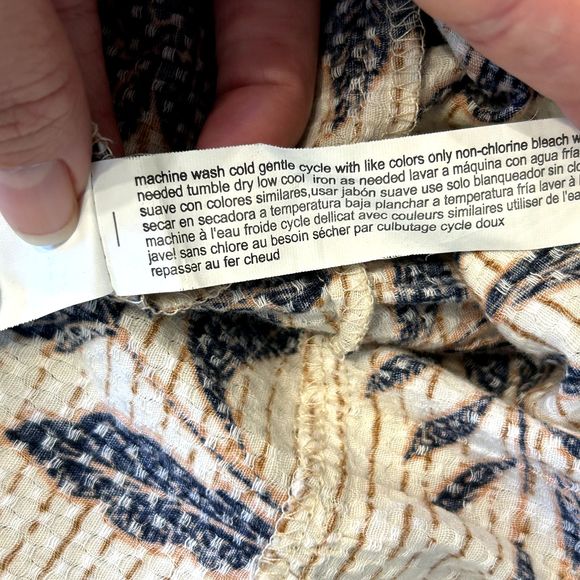 machine wash cold gentle cycle with like colors only non-chlorine bleach w
needed tumble dry low cool iron as needed lavar a máquina con agua fría
suave con colores similares,usar jabón suave use solo blanqueador sin clo
secar en secadora a temperatura baja planchar a temperatura fría laver à l
machine à l'eau froide cycle dellicat avec couleurs similaires utiliser de l'ea
javel sans chlore au besoin sécher par culbutage cycle doux
repasser au fer cheud